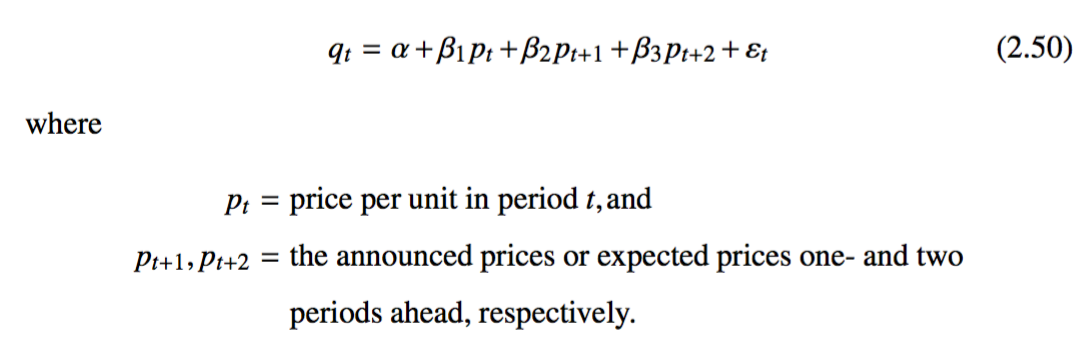 qₜ = α + β₁pₜ + β₂pₜ₊₁ + β₃pₜ₊₂ + εₜ (2.50)
where
pₜ = price per unit in period t, and
pₜ₊₁, pₜ₊₂ = the announced prices or expected prices one- and two
periods ahead, respectively.